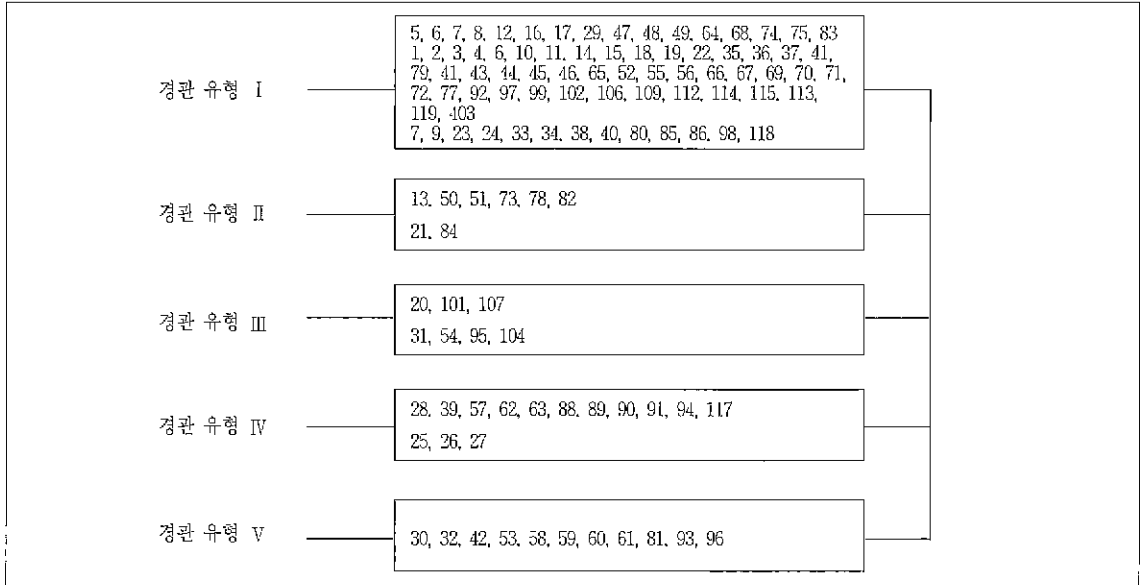 5, 6, 7, 8, 12, 16, 17, 29, 47, 48, 49, 64, 68, 74, 75, 83
1, 2, 3, 4, 6, 10, 11, 14, 15, 18, 19, 22, 35, 36, 37, 41,
경관 유형 Ⅰ 79, 41, 43, 44, 45, 46, 65, 52, 55, 56, 66, 67, 69, 70, 71,
72, 77, 92, 97, 99, 102, 106, 109, 112, 114, 115, 113,
119, 403
7, 9, 23, 24, 33, 34, 38, 40, 80, 85, 86, 98, 118
경관 유형 Ⅱ 13, 50, 51, 73, 78, 82
21, 84
경관 유형 Ⅲ 20, 101, 107
31, 54, 95, 104
경관 유형 Ⅳ 28, 39, 57, 62, 63, 88, 89, 90, 91, 94, 117
25, 26, 27
경관 유형 Ⅴ 30, 32, 42, 53, 58, 59, 60, 61, 81, 93, 96